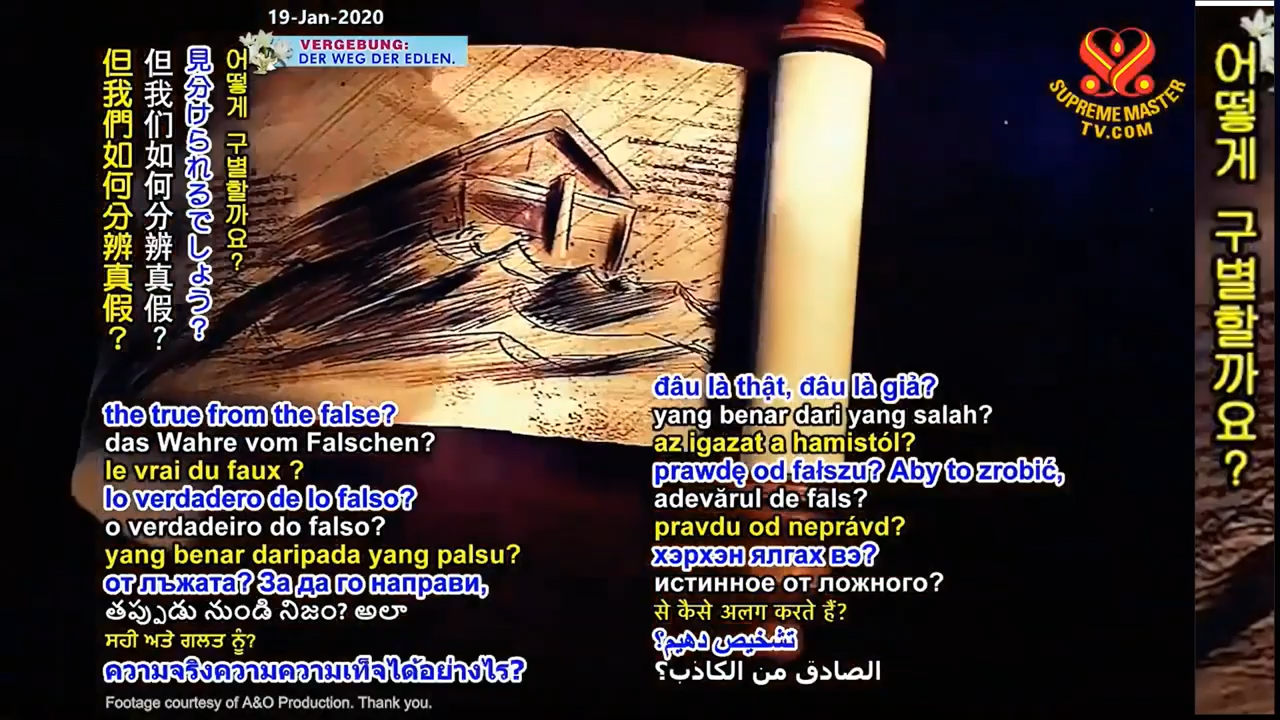 19-Jan-2020
VERGEBUNG:
DER WEG DER EDLEN.
SUPREME MASTER
TV.COM
어떻게 구별할까요?
見分けられるでしょう?
但我们如何分辨真假?
但我們如何分辨真假?
the true from the false?
das Wahre vom Falschen?
le vrai du faux ?
lo verdadero de lo falso?
o verdadeiro do falso?
yang benar daripada yang palsu?
от лъжата? За да го направи,
తప్పుడు నుండి నిజం? అలా
ਸਹੀ ਅਤੇ ਗਲਤ ਨੂੰ?
ความจริงความความเท็จได้อย่างไร?
đâu là thật, đâu là giả?
yang benar dari yang salah?
az igazat a hamistól?
prawdę od fałszu? Aby to zrobić,
adevărul de fals?
pravdu od neprávd?
хэрхэн ялгах вэ?
истинное от ложного?
से कैसे अलग करते हैं?
تشخیص دهیم؟
الصادق من الكاذب؟
Footage courtesy of A&O Production. Thank you.
어떻게 구별할까요?